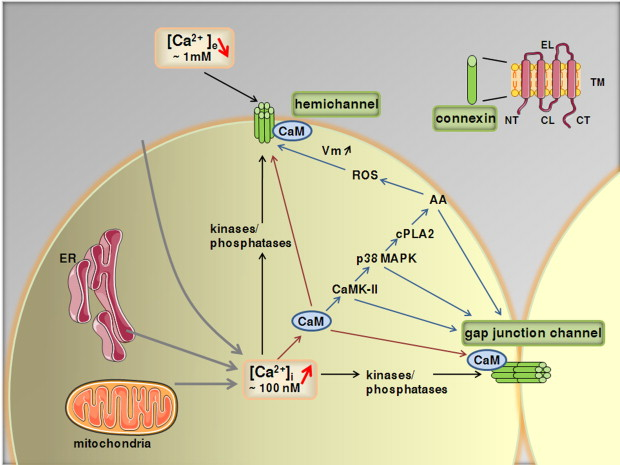 [Ca²⁺ ]e
~ 1mM
hemichannel
CaM
Vm
connexin
EL
TM
NT
CL
CT
ROS
AA
kinases/
phosphatases
cPLA2
p38 MAPK
CaMK-II
ER
CaM
gap junction channel
CaM
[Ca²⁺]i
~ 100 nM
kinases/
phosphatases
mitochondria